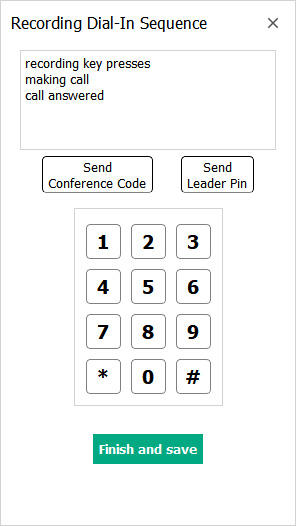 Recording Dial-In Sequence ×
recording key presses
making call
call answered
Send
Conference Code
Send
Leader Pin
1 2 3
4 5 6
7 8 9
* 0 #
Finish and save